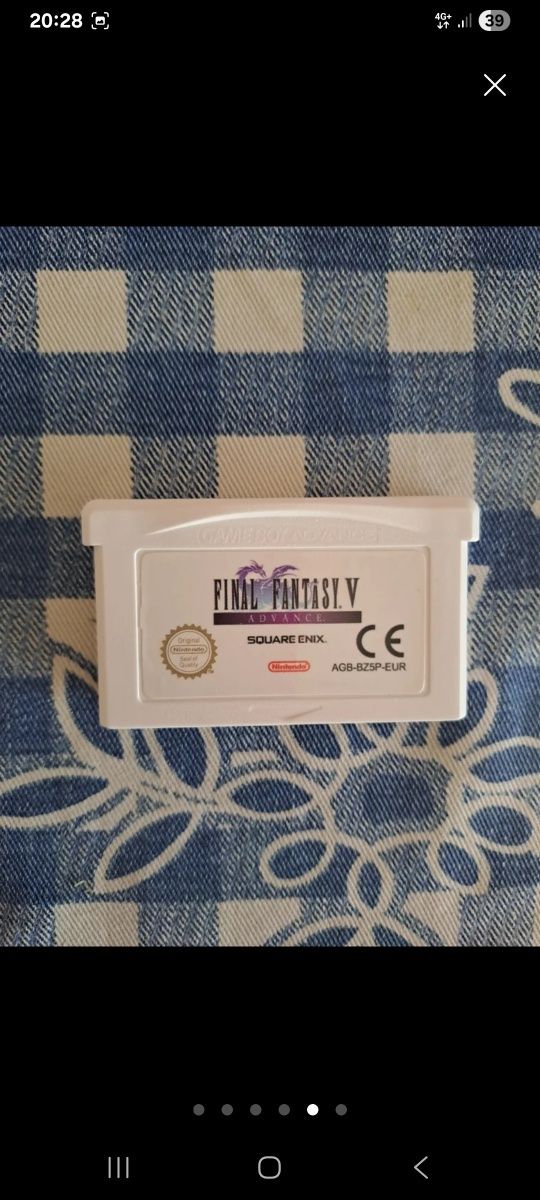 20:28
4G+
39
GAME BOY ADVANCE
FINAL FANTASY V
ADVANCE
SQUARE ENIX.
Original
Nintendo
Seal of
Quality
Nintendo
CE
AGB-BZ5P-EUR